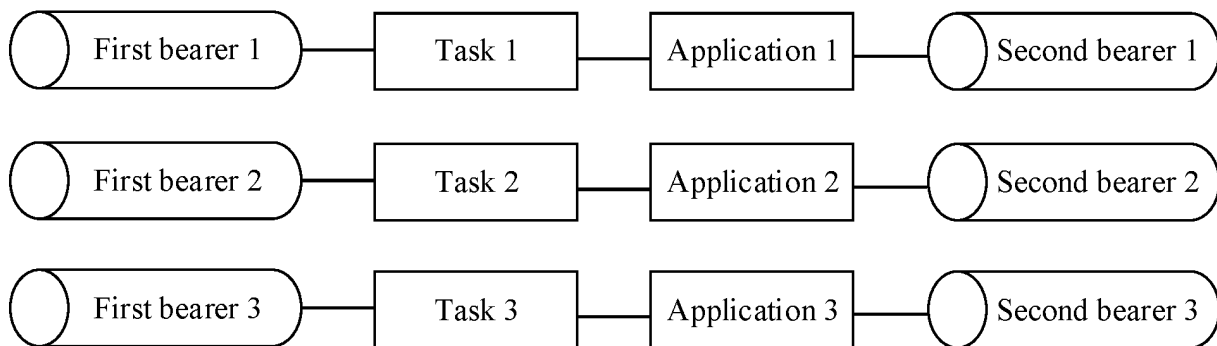 First bearer 1 Task 1 Application 1 Second bearer 1
First bearer 2 Task 2 Application 2 Second bearer 2
First bearer 3 Task 3 Application 3 Second bearer 3